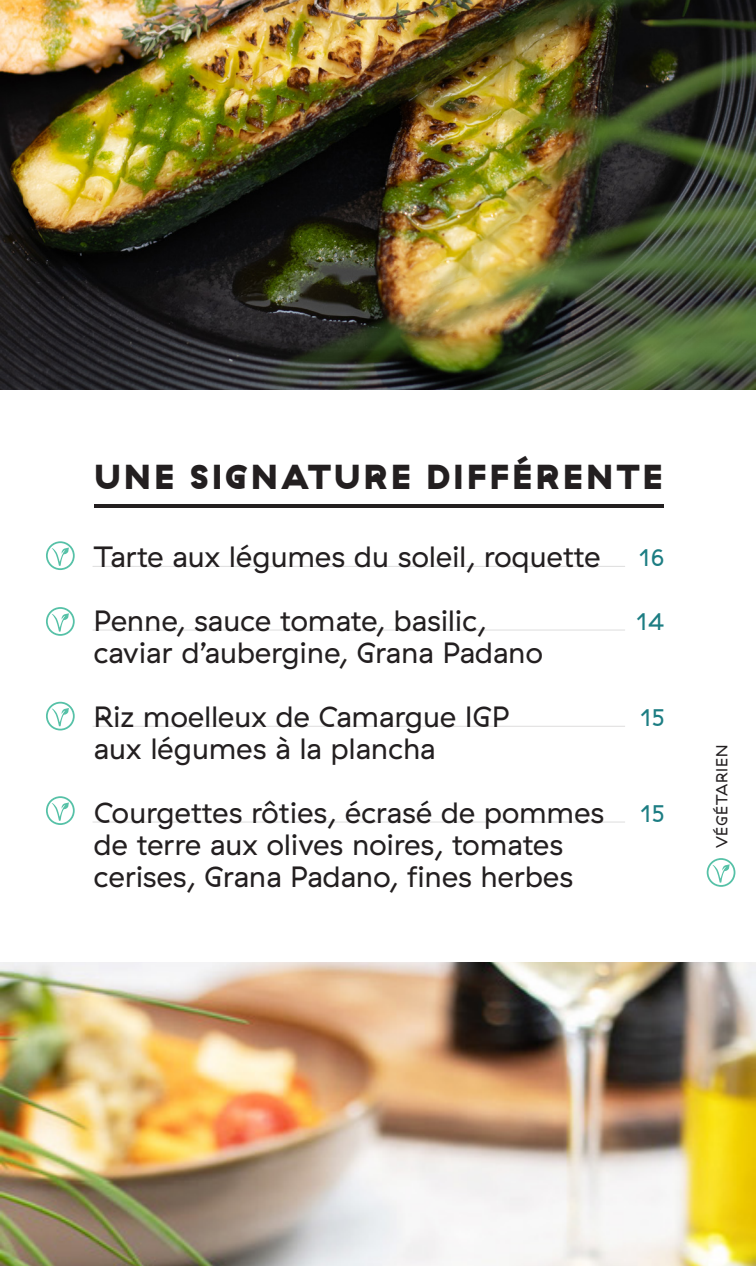 UNE SIGNATURE DIFFÉRENTE
Tarte aux légumes du soleil, roquette 16
Penne, sauce tomate, basilic, 14
caviar d’aubergine, Grana Padano
Riz moelleux de Camargue IGP 15
aux légumes à la plancha
Courgettes rôties, écrasé de pommes 15
de terre aux olives noires, tomates
cerises, Grana Padano, fines herbes
VÉGÉTARIEN